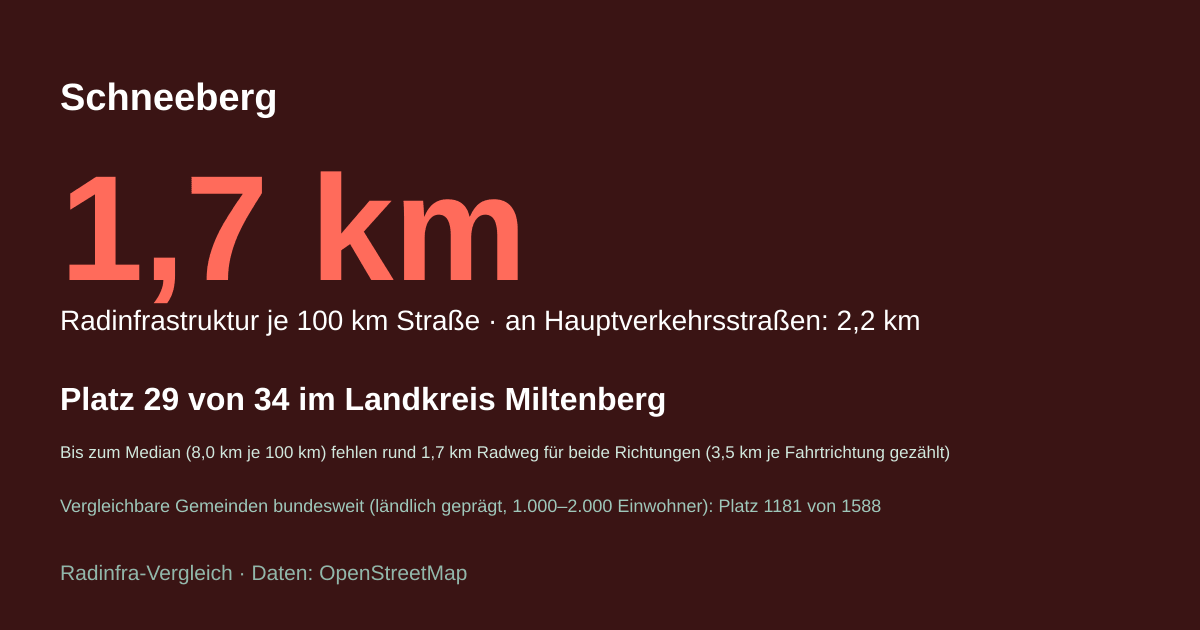 Schneeberg
1,7 km
Radinfrastruktur je 100 km Straße · an Hauptverkehrsstraßen: 2,2 km
Platz 29 von 34 im Landkreis Miltenberg
Bis zum Median (8,0 km je 100 km) fehlen rund 1,7 km Radweg für beide Richtungen (3,5 km je Fahrtrichtung gezählt)
Vergleichbare Gemeinden bundesweit (ländlich geprägt, 1.000–2.000 Einwohner): Platz 1181 von 1588
Radinfra-Vergleich · Daten: OpenStreetMap